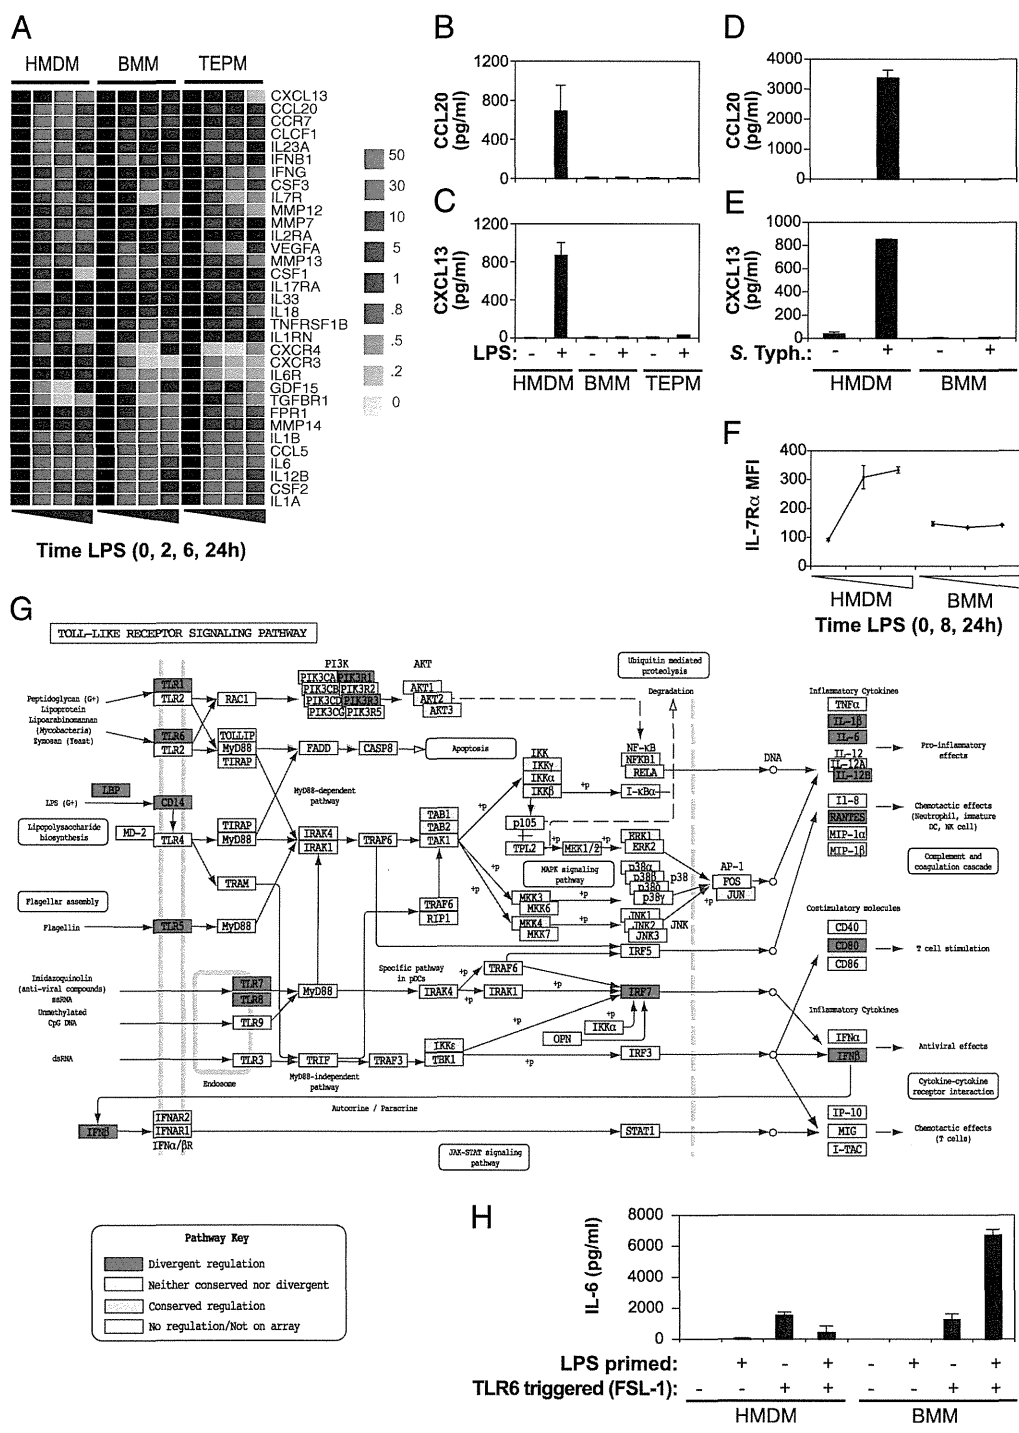 A
HMDM BMM TEPM
CXCL13
CCL20
CCR7
CLCF1
IL23A
IFNB1
IFNG
CSF3
IL7R
MMP12
MMP7
IL2RA
VEGFA
MMP13
CSF1
IL17RA
IL33
IL18
TNFRSF1B
IL1RN
CXCR4
CXCR3
IL6R
GDF15
TGFBR1
FPR1
MMP14
IL1B
CCL5
IL6
IL12B
CSF2
IL1A
50
30
10
5
1
.8
.5
.2
0
Time LPS (0, 2, 6, 24h)
B
CCL20
(pg/ml)
1200
800
400
0
C
CXCL13
(pg/ml)
1200
800
400
0
LPS: - + - + - +
HMDM BMM TEPM
D
CCL20
(pg/ml)
4000
3000
2000
1000
0
E
CXCL13
(pg/ml)
1000
800
600
400
200
0
S. Typh.: - + - +
HMDM BMM
F
IL-7Rα MFI
400
300
200
100
0
HMDM BMM
Time LPS (0, 8, 24h)
G
TOLL-LIKE RECEPTOR SIGNALING PATHWAY
Peptidoglycan (G+)
Lipoprotein
Lipoarabinomannan
(Mycobacteria)
Zymosan (Yeast)
TLR1
TLR2
TLR6
TLR2
RAC1
TOLLIP
MyD88
TIRAP
PI3K
PIK3CA PIK3R1
PIK3CB PIK3R2
PIK3CD PIK3R3
PIK3CG PIK3R5
AKT
AKT1
AKT2
AKT3
FADD
CASP8
Apoptosis
MyD88-dependent
pathway
Ubiquitin mediated
proteolysis
Degradation
LBP
LPS (G+)
CD14
Lipopolysaccharide
biosynthesis
MD-2
TLR4
TIRAP
MyD88
TRAM
IRAK4
IRAK1
TRAF6
TAB1
TAB2
TAK1
TRAF6
RIP1
IKK
IKKγ
IKKα
IKKβ
+p
+p
NF-κB
NFKB1
RELA
I-κBα
p105
TPL2
+p
MEK1/2
+p
ERK1
ERK2
MAPK signaling
pathway
p38α
p38β
p38δ
p38γ
p38
+p
MKK3
MKK6
+p
MKK4
MKK7
+p
+p
JNK1
JNK2
JNK3
JNK
+p
AP-1
FOS
JUN
DNA
Flagellar assembly
Flagellin
TLR5
MyD88
Imidazoquinolin
(anti-viral compounds)
ssRNA
Unmethylated
CpG DNA
dsRNA
TLR7
TLR8
TLR9
TLR3
Endosome
MyD88
TRIF
MyD88-independent
pathway
TRAF3
IKKε
TBK1
Specific pathway
in pDCs
IRAK4
+p
+p
TRAF6
IRAK1
+p
+p
+p
IRF5
IRF7
IKKα
+p
OPN
IRF3
Autocrine / Paracrine
IFNβ
IFNAR2
IFNAR1
IFNα/βR
STAT1
JAK-STAT signaling
pathway
Inflammatory Cytokines
TNFα
IL-1β
IL-6
IL-12
IL-12A
IL-12B
Pro-inflammatory
effects
Il-8
RANTES
MIP-1α
MIP-1β
Chemotactic effects
(Neutrophil, immature
DC, NK cell)
Complement and
coagulation cascade
Costimulatory molecules
CD40
CD80
CD86
T cell stimulation
Inflammatory Cytokines
IFNα
IFNβ
Antiviral effects
Cytokine-cytokine
receptor interaction
IP-10
MIG
I-TAC
Chemotactic effects
(T cells)
Pathway Key
Divergent regulation
Neither conserved nor divergent
Conserved regulation
No regulation/Not on array
H
IL-6 (pg/ml)
8000
6000
4000
2000
0
LPS primed: + - + - + - +
TLR6 triggered (FSL-1): - - + + - - + +
HMDM BMM